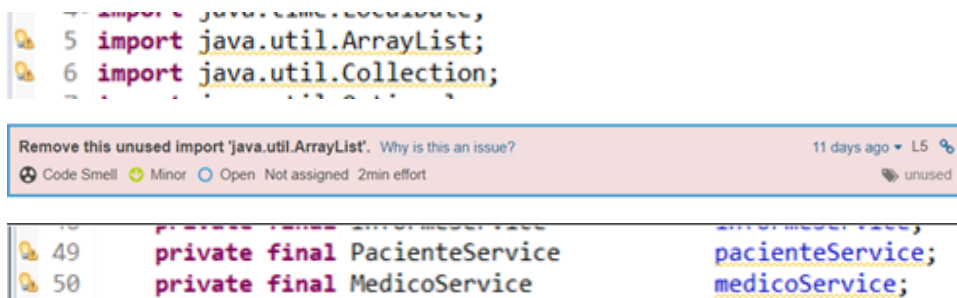 5 import java.util.ArrayList;
6 import java.util.Collection;
Remove this unused import 'java.util.ArrayList'. Why is this an issue? 11 days ago L5
Code Smell Minor Open Not assigned 2min effort unused
49 private final PacienteService pacienteService;
50 private final MedicoService medicoService;